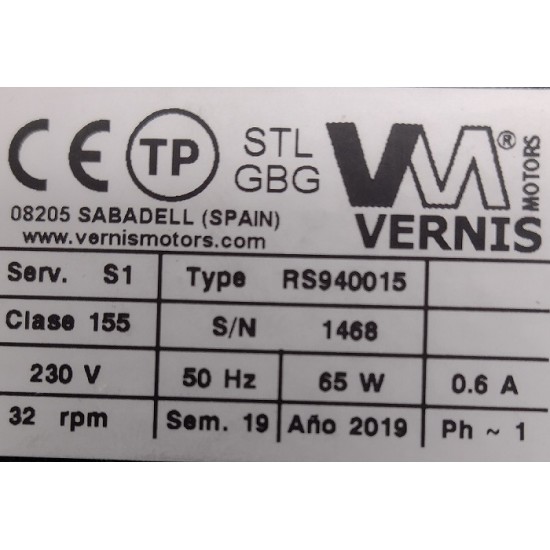 CE TP STL
GBG
VM®
MOTORS
VERNIS
08205 SABADELL (SPAIN)
www.vernismotors.com
Serv. S1 Type RS940015
Clase 155 S/N 1468
230 V 50 Hz 65 W 0.6 A
32 rpm Sem. 19 Año 2019 Ph ~ 1